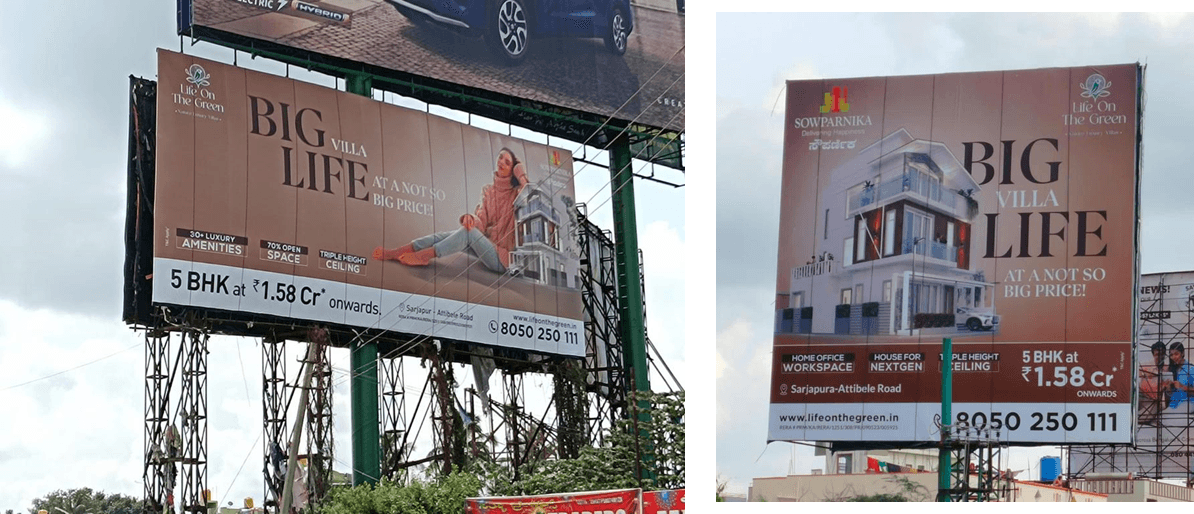 ELECTRIC HYBRID
CREA
Life On
The Green
BIG
VILLA
LIFE
AT A NOT SO
BIG PRICE!
SOWPARNIKA
30+ LUXURY
AMENITIES
70% OPEN
SPACE
TRIPLE HEIGHT
CEILING
5 BHK at ₹1.58 Cr* onwards.
Sarjapur - Attibele Road
www.lifeonthegreen.in
8050 250 111
SOWPARNIKA
Delivering Happiness
ಸೌಪರ್ಣಿಕ
Life On
The Green
BIG
VILLA
LIFE
AT A NOT SO
BIG PRICE!
HOME OFFICE
WORKSPACE
HOUSE FOR
NEXTGEN
TRIPLE HEIGHT
CEILING
5 BHK at
₹1.58 Cr*
ONWARDS
Sarjapura-Attibele Road
www.lifeonthegreen.in
8050 250 111
NEWS!